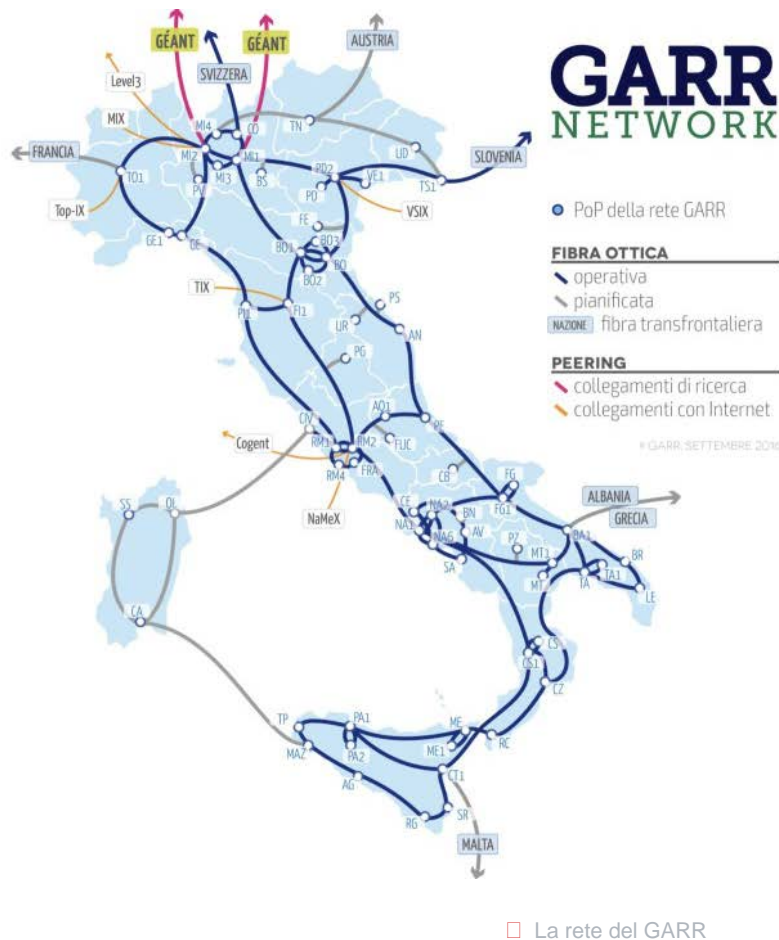 GÉANT
GÉANT
AUSTRIA
SVIZZERA
Level3
MIX
MI4
CO
TN
UD
FRANCIA
MI2
MI1
SLOVENIA
TO1
PV
MI3
BS
PD2
PD
VE1
TS1
Top-IX
VSIX
GE1
GE
FE
BO3
BO1
BO
BO2
TIX
PI1
FI1
PS
UR
AN
PG
CIV
AQ1
PE
Cogent
RM1
RM2
FUC
RM4
FRA
CB
NaMeX
FG
FG1
ALBANIA
GRECIA
SS
OL
CE
NA2
BN
NA1
AV
NA6
PZ
BA1
SA
MT1
MT
BR
TA1
TA
LE
CA
CS
CS1
CZ
TP
PA1
ME
RC
MAZ
PA2
ME1
CT1
AG
RG
SR
MALTA
GARR
NETWORK
PoP della rete GARR
FIBRA OTTICA
operativa
pianificata
NAZIONE fibra transfrontaliera
PEERING
collegamenti di ricerca
collegamenti con Internet
© GARR, SETTEMBRE 2016
La rete del GARR